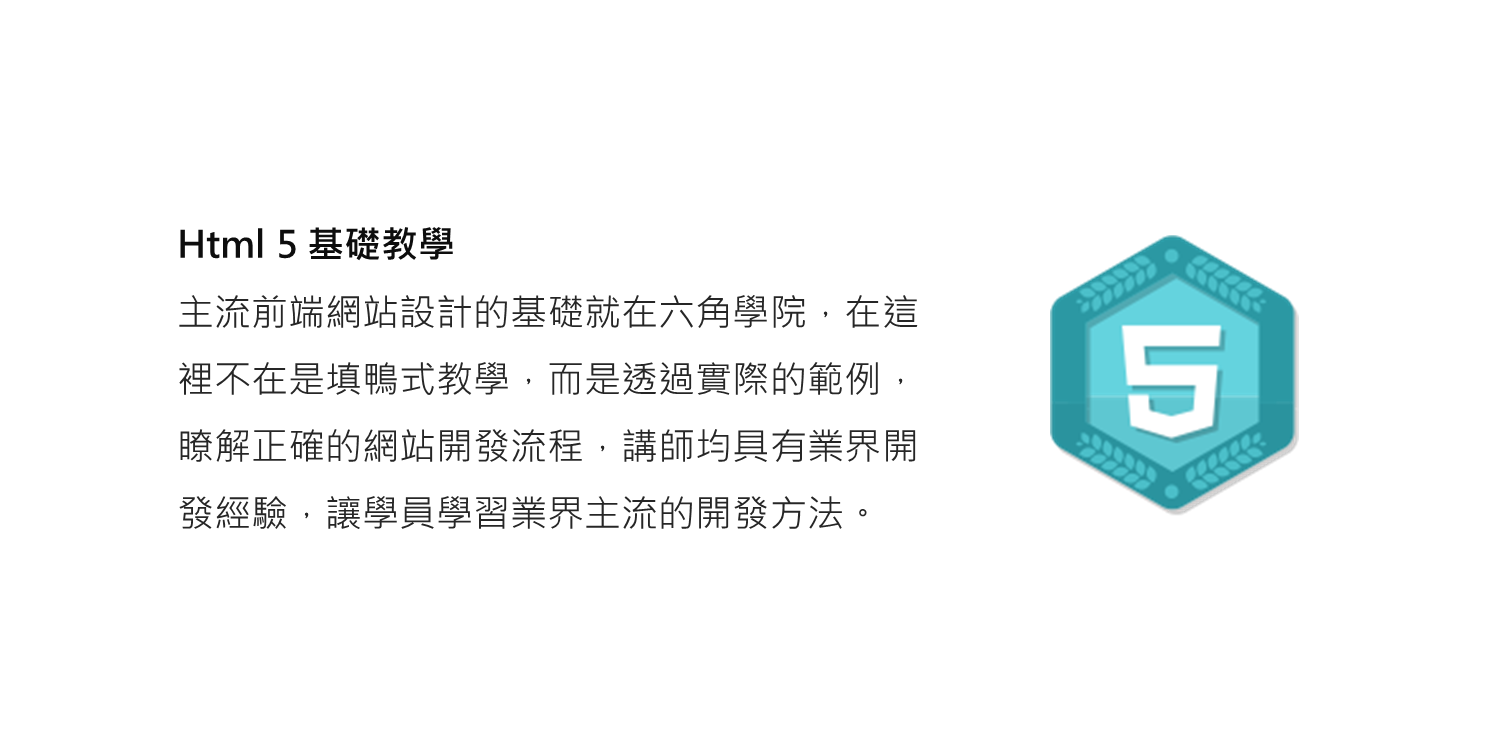 Html 5 基礎教學
主流前端網站設計的基礎就在六角學院，在這
裡不在是填鴨式教學，而是透過實際的範例，
瞭解正確的網站開發流程，講師均具有業界開
發經驗，讓學員學習業界主流的開發方法。
5